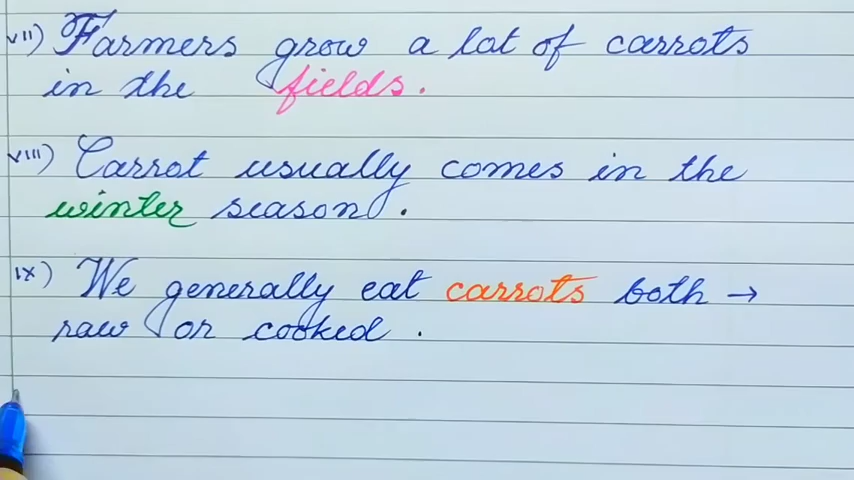 vii) Farmers grow a lot of carrots
in the fields.
viii) Carrot usually comes in the
winter season.
ix) We generally eat carrots both →
raw or cooked.